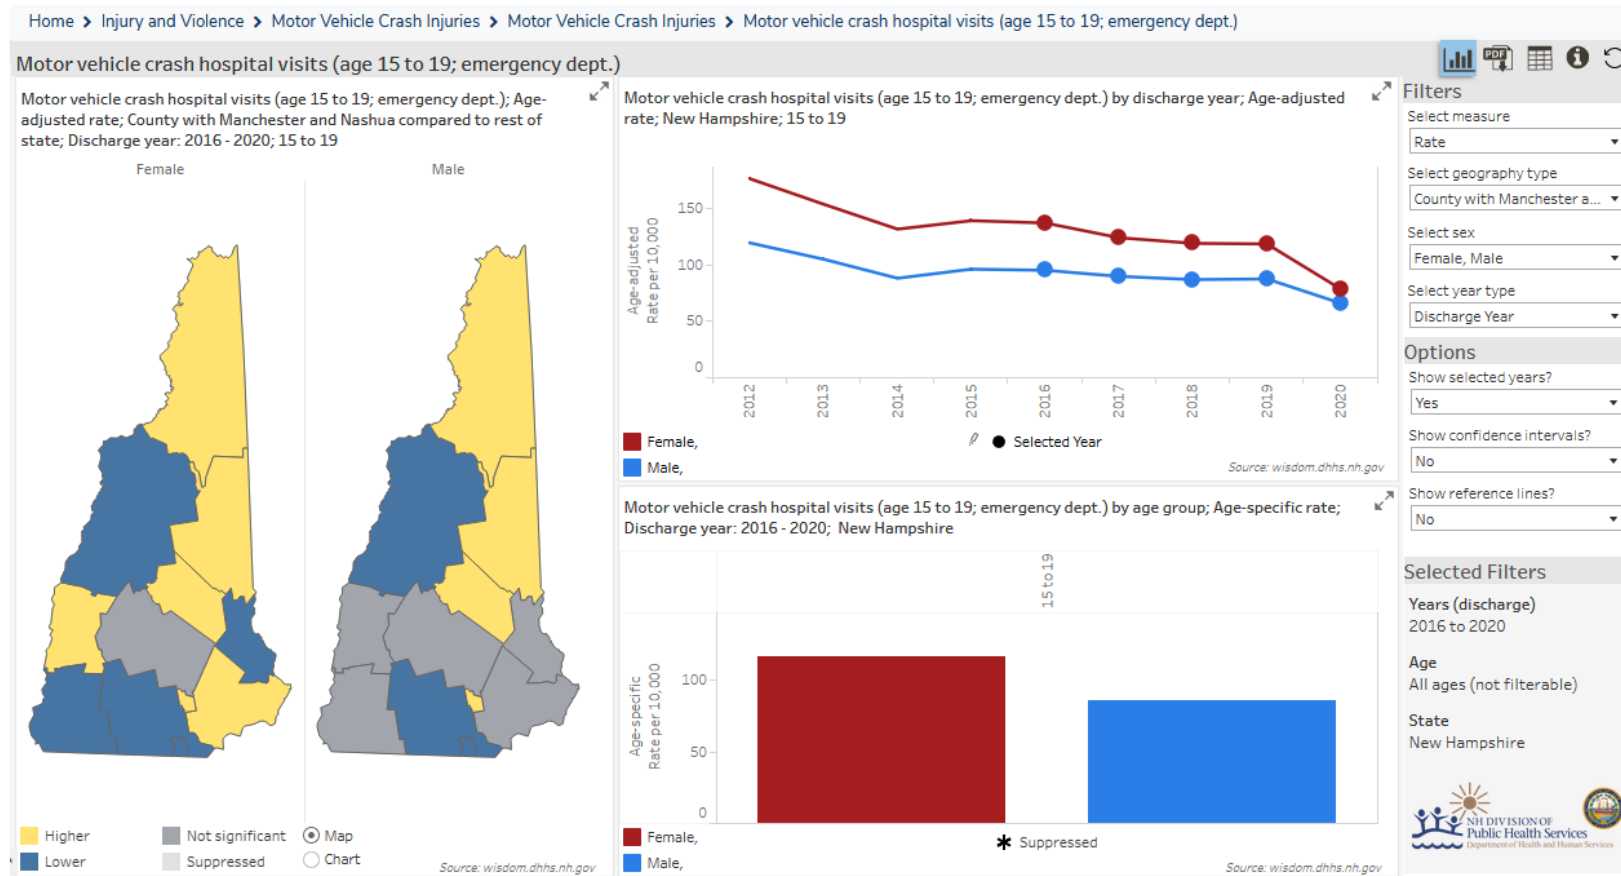 Home > Injury and Violence > Motor Vehicle Crash Injuries > Motor Vehicle Crash Injuries > Motor vehicle crash hospital visits (age 15 to 19; emergency dept.)
Motor vehicle crash hospital visits (age 15 to 19; emergency dept.)
PDF
Motor vehicle crash hospital visits (age 15 to 19; emergency dept.); Age-
adjusted rate; County with Manchester and Nashua compared to rest of
state; Discharge year: 2016 - 2020; 15 to 19
Female
Male
Higher
Lower
Not significant
Suppressed
Map
Chart
Source: wisdom.dhhs.nh.gov
Motor vehicle crash hospital visits (age 15 to 19; emergency dept.) by discharge year; Age-adjusted
rate; New Hampshire; 15 to 19
Age-adjusted
Rate per 10,000
150
100
50
0
2012
2013
2014
2015
2016
2017
2018
2019
2020
Female,
Male,
Selected Year
Source: wisdom.dhhs.nh.gov
Motor vehicle crash hospital visits (age 15 to 19; emergency dept.) by age group; Age-specific rate;
Discharge year: 2016 - 2020; New Hampshire
15 to 19
Age-specific
Rate per 10,000
100
50
0
Female,
Male,
Suppressed
Source: wisdom.dhhs.nh.gov
Filters
Select measure
Rate
Select geography type
County with Manchester a...
Select sex
Female, Male
Select year type
Discharge Year
Options
Show selected years?
Yes
Show confidence intervals?
No
Show reference lines?
No
Selected Filters
Years (discharge)
2016 to 2020
Age
All ages (not filterable)
State
New Hampshire
NH DIVISION OF
Public Health Services
Department of Health and Human Services